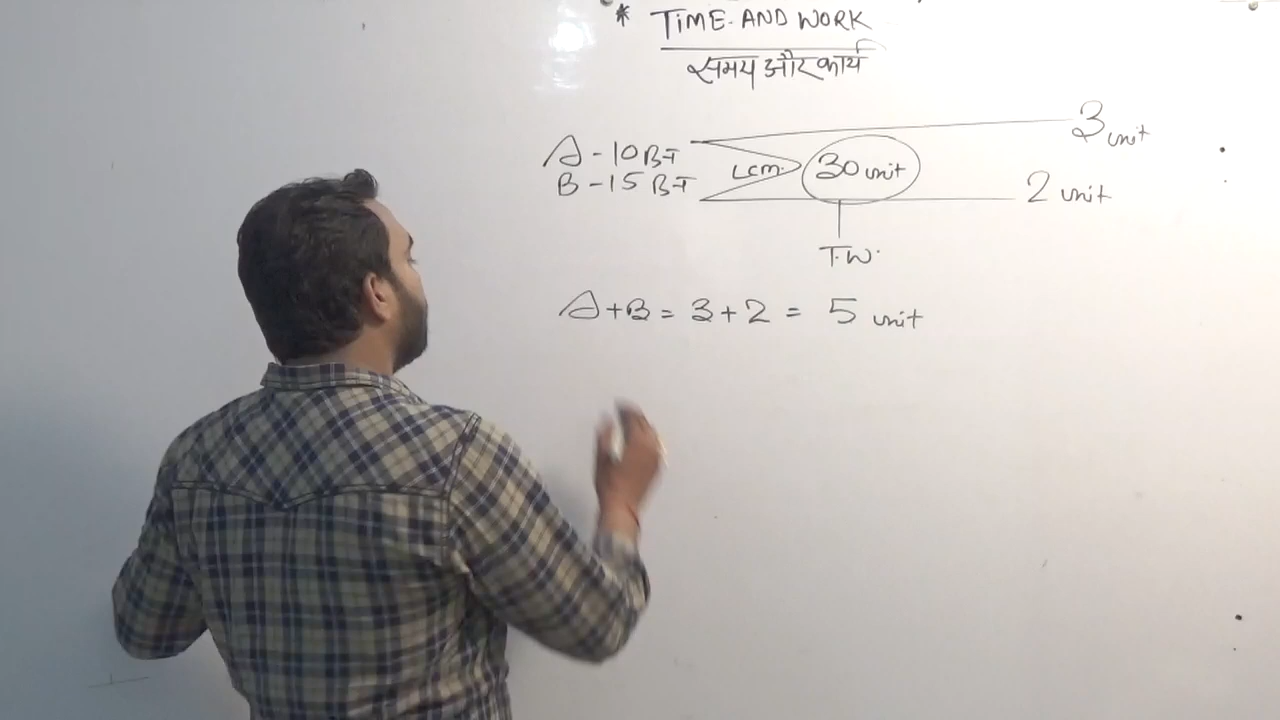 * TIME AND WORK
समय और कार्य
3 unit
A - 10 दिन
B - 15 दिन
Lcm.
30 unit
2 unit
T.W.
A+B = 3+2 = 5 unit